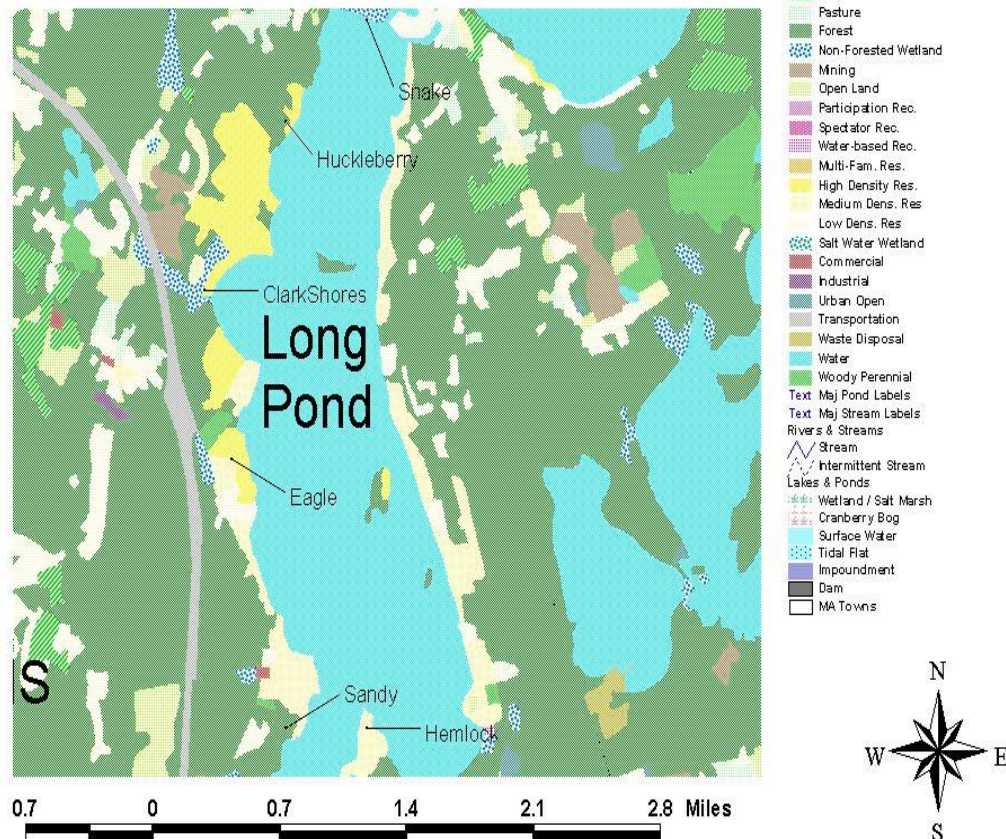 Snake
Huckleberry
ClarkShores
Long
Pond
Eagle
S
Sandy
Hemlock
Pasture
Forest
Non-Forested Wetland
Mining
Open Land
Participation Rec.
Spectator Rec.
Water-based Rec.
Multi-Fam. Res.
High Density Res.
Medium Dens. Res
Low Dens. Res
Salt Water Wetland
Commercial
Industrial
Urban Open
Transportation
Waste Disposal
Water
Woody Perennial
Text Maj Pond Labels
Text Maj Stream Labels
Rivers & Streams
Stream
Intermittent Stream
Lakes & Ponds
Wetland / Salt Marsh
Cranberry Bog
Surface Water
Tidal Flat
Impoundment
Dam
MA Towns
N
W E
S
0.7 0 0.7 1.4 2.1 2.8 Miles